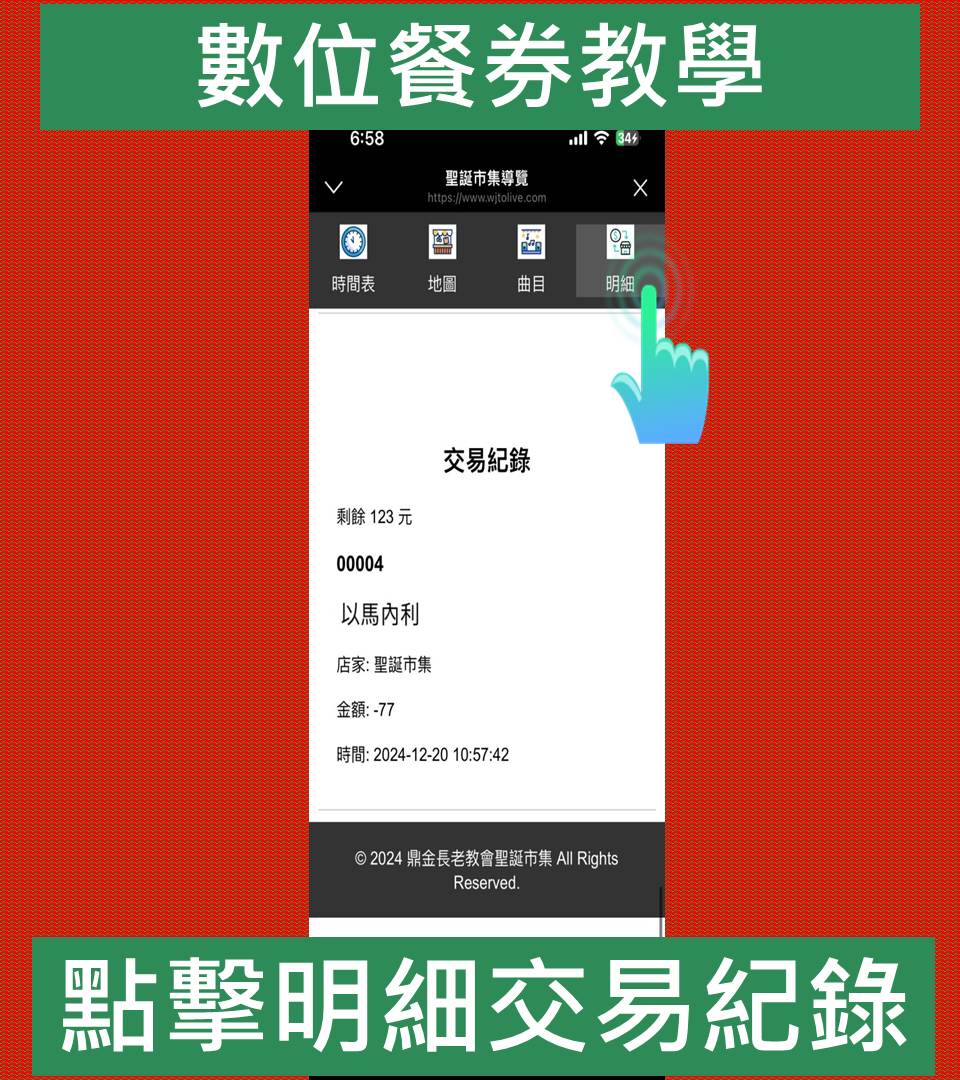 數位餐券教學
6:58
34
聖誕市集導覽
https://www.wjtolive.com
時間表
地圖
曲目
明細
交易紀錄
剩餘 123 元
00004
以馬內利
店家: 聖誕市集
金額: -77
時間: 2024-12-20 10:57:42
© 2024 鼎金長老教會聖誕市集 All Rights
Reserved.
點擊明細交易紀錄